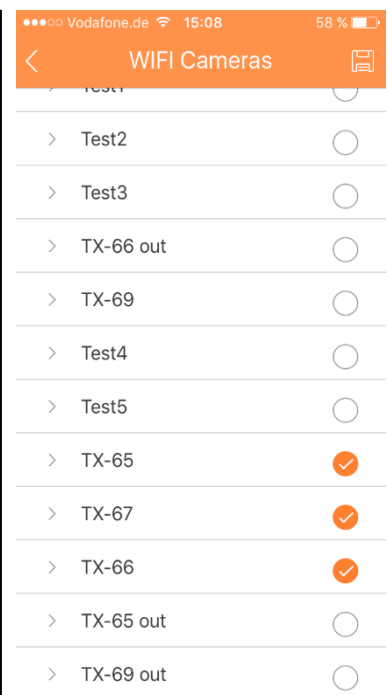 Vodafone.de 15:08 58 %
WIFI Cameras
Test1
Test2
Test3
TX-66 out
TX-69
Test4
Test5
TX-65
TX-67
TX-66
TX-65 out
TX-69 out